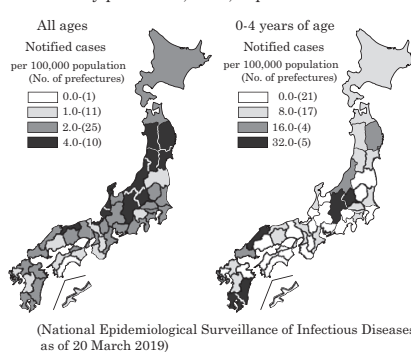 All ages
Notified cases
per 100,000 population
(No. of prefectures)
0.0-(1)
1.0-(11)
2.0-(25)
4.0-(10)
0-4 years of age
Notified cases
per 100,000 population
(No. of prefectures)
0.0-(21)
8.0-(17)
16.0-(4)
32.0-(5)
(National Epidemiological Surveillance of Infectious Diseases
as of 20 March 2019)